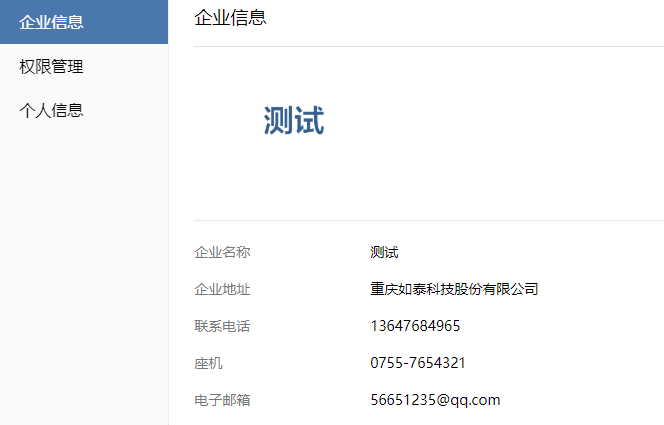 企业信息
权限管理
个人信息
企业信息
测试
企业名称 测试
企业地址 重庆如泰科技股份有限公司
联系电话 13647684965
座机 0755-7654321
电子邮箱 56651235@qq.com